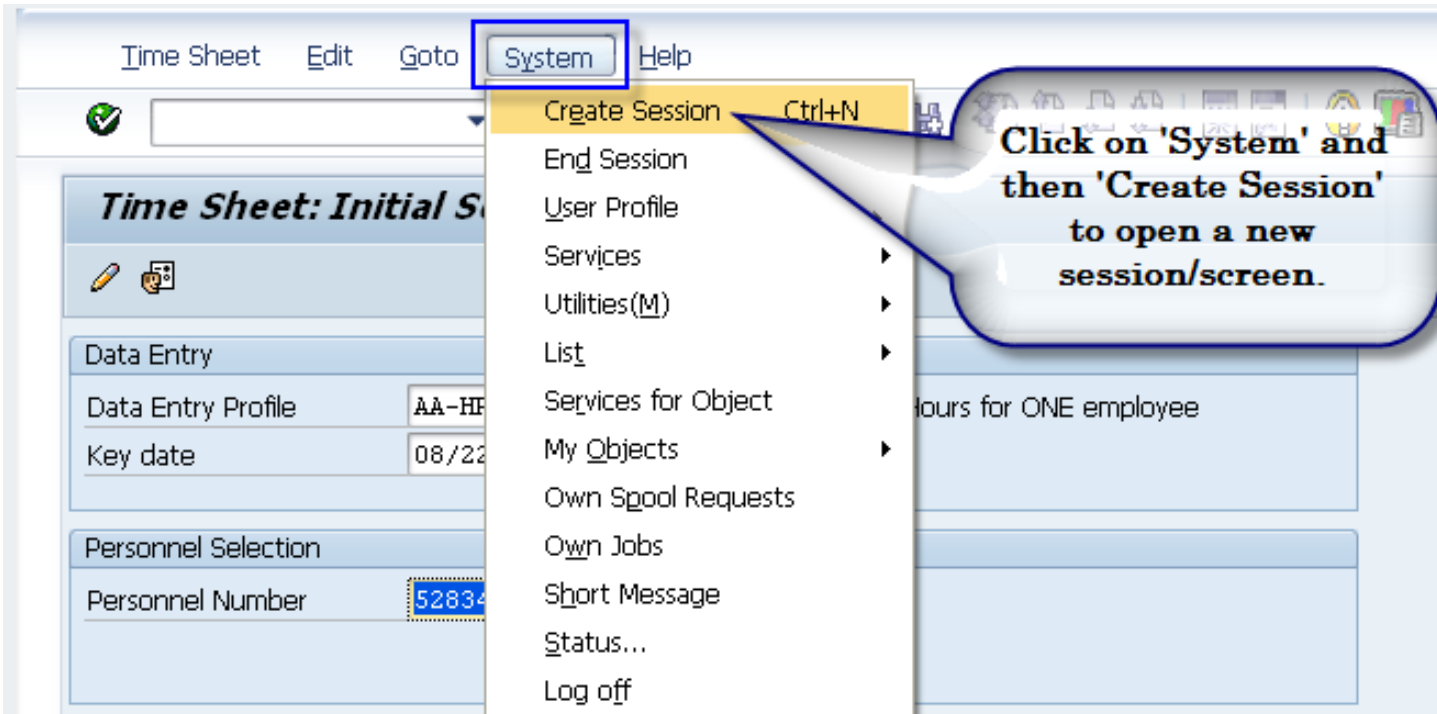 Time Sheet Edit Goto System Help
Create Session Ctrl+N
Click on 'System' and
then 'Create Session'
to open a new
session/screen.
End Session
User Profile
Services
Utilities(M)
List
Services for Object
My Objects
Own Spool Requests
Own Jobs
Short Message
Status...
Log off
Time Sheet: Initial
Data Entry
Data Entry Profile AA-HR
Key date 08/22
Hours for ONE employee
Personnel Selection
Personnel Number 52834